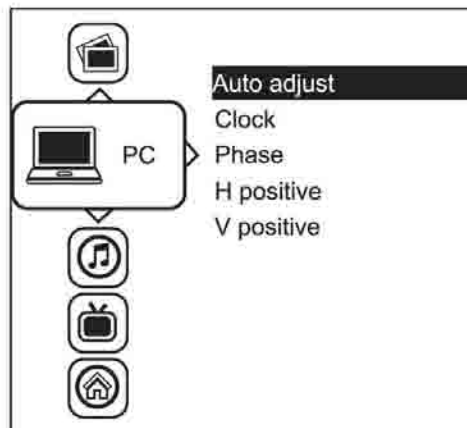 PC
Auto adjust
Clock
Phase
H positive
V positive